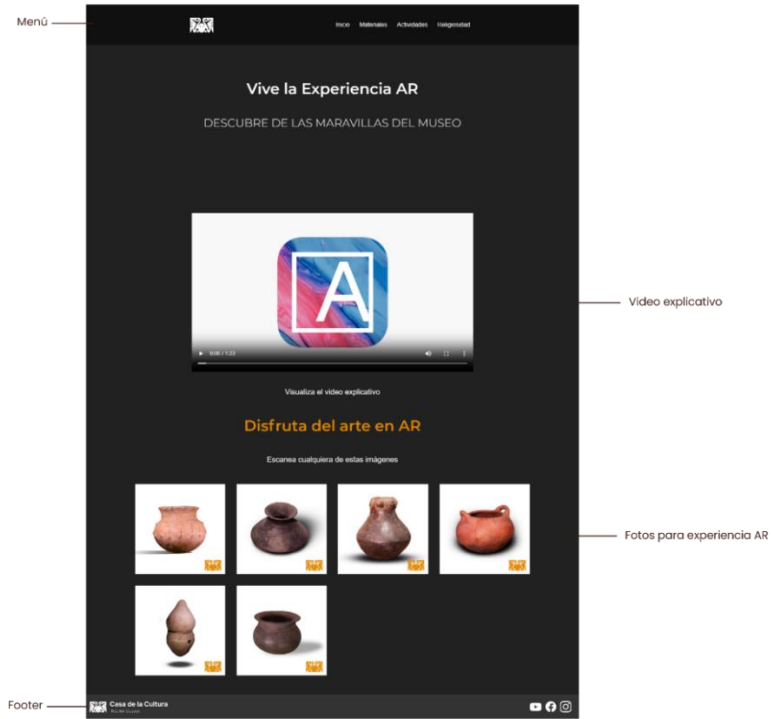 Menú
Inicio Materiales Actividades Religiosidad
Vive la Experiencia AR
DESCUBRE DE LAS MARAVILLAS DEL MUSEO
A
0:00 / 1:23
Video explicativo
Visualiza el video explicativo
Disfruta del arte en AR
Escanea cualquiera de estas imágenes
Fotos para experiencia AR
Footer
Casa de la Cultura